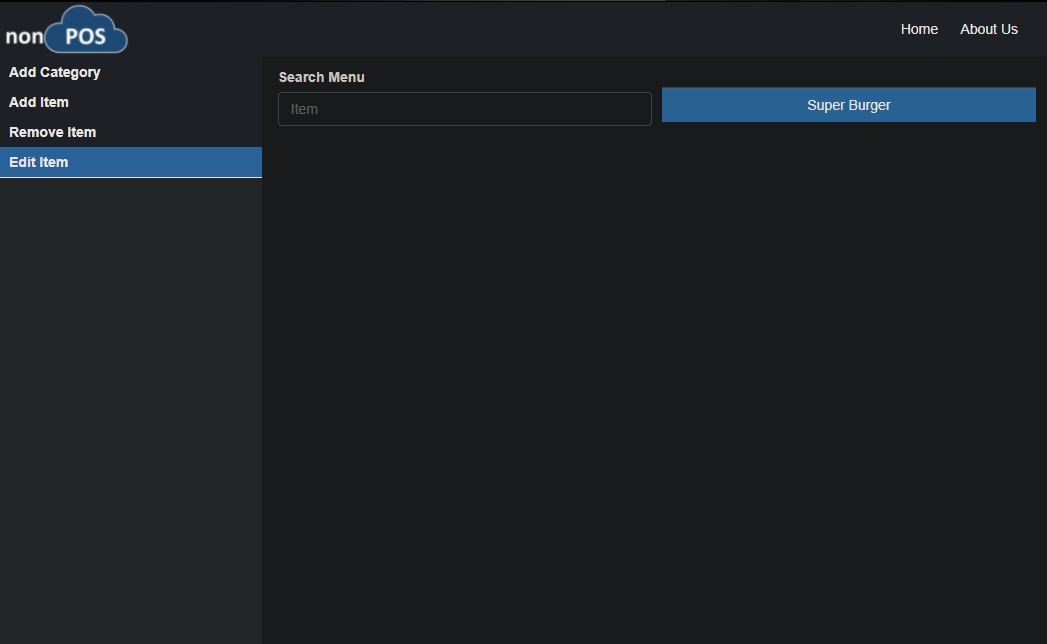 non POS
Home
About Us
Add Category
Add Item
Remove Item
Edit Item
Search Menu
Item
Super Burger